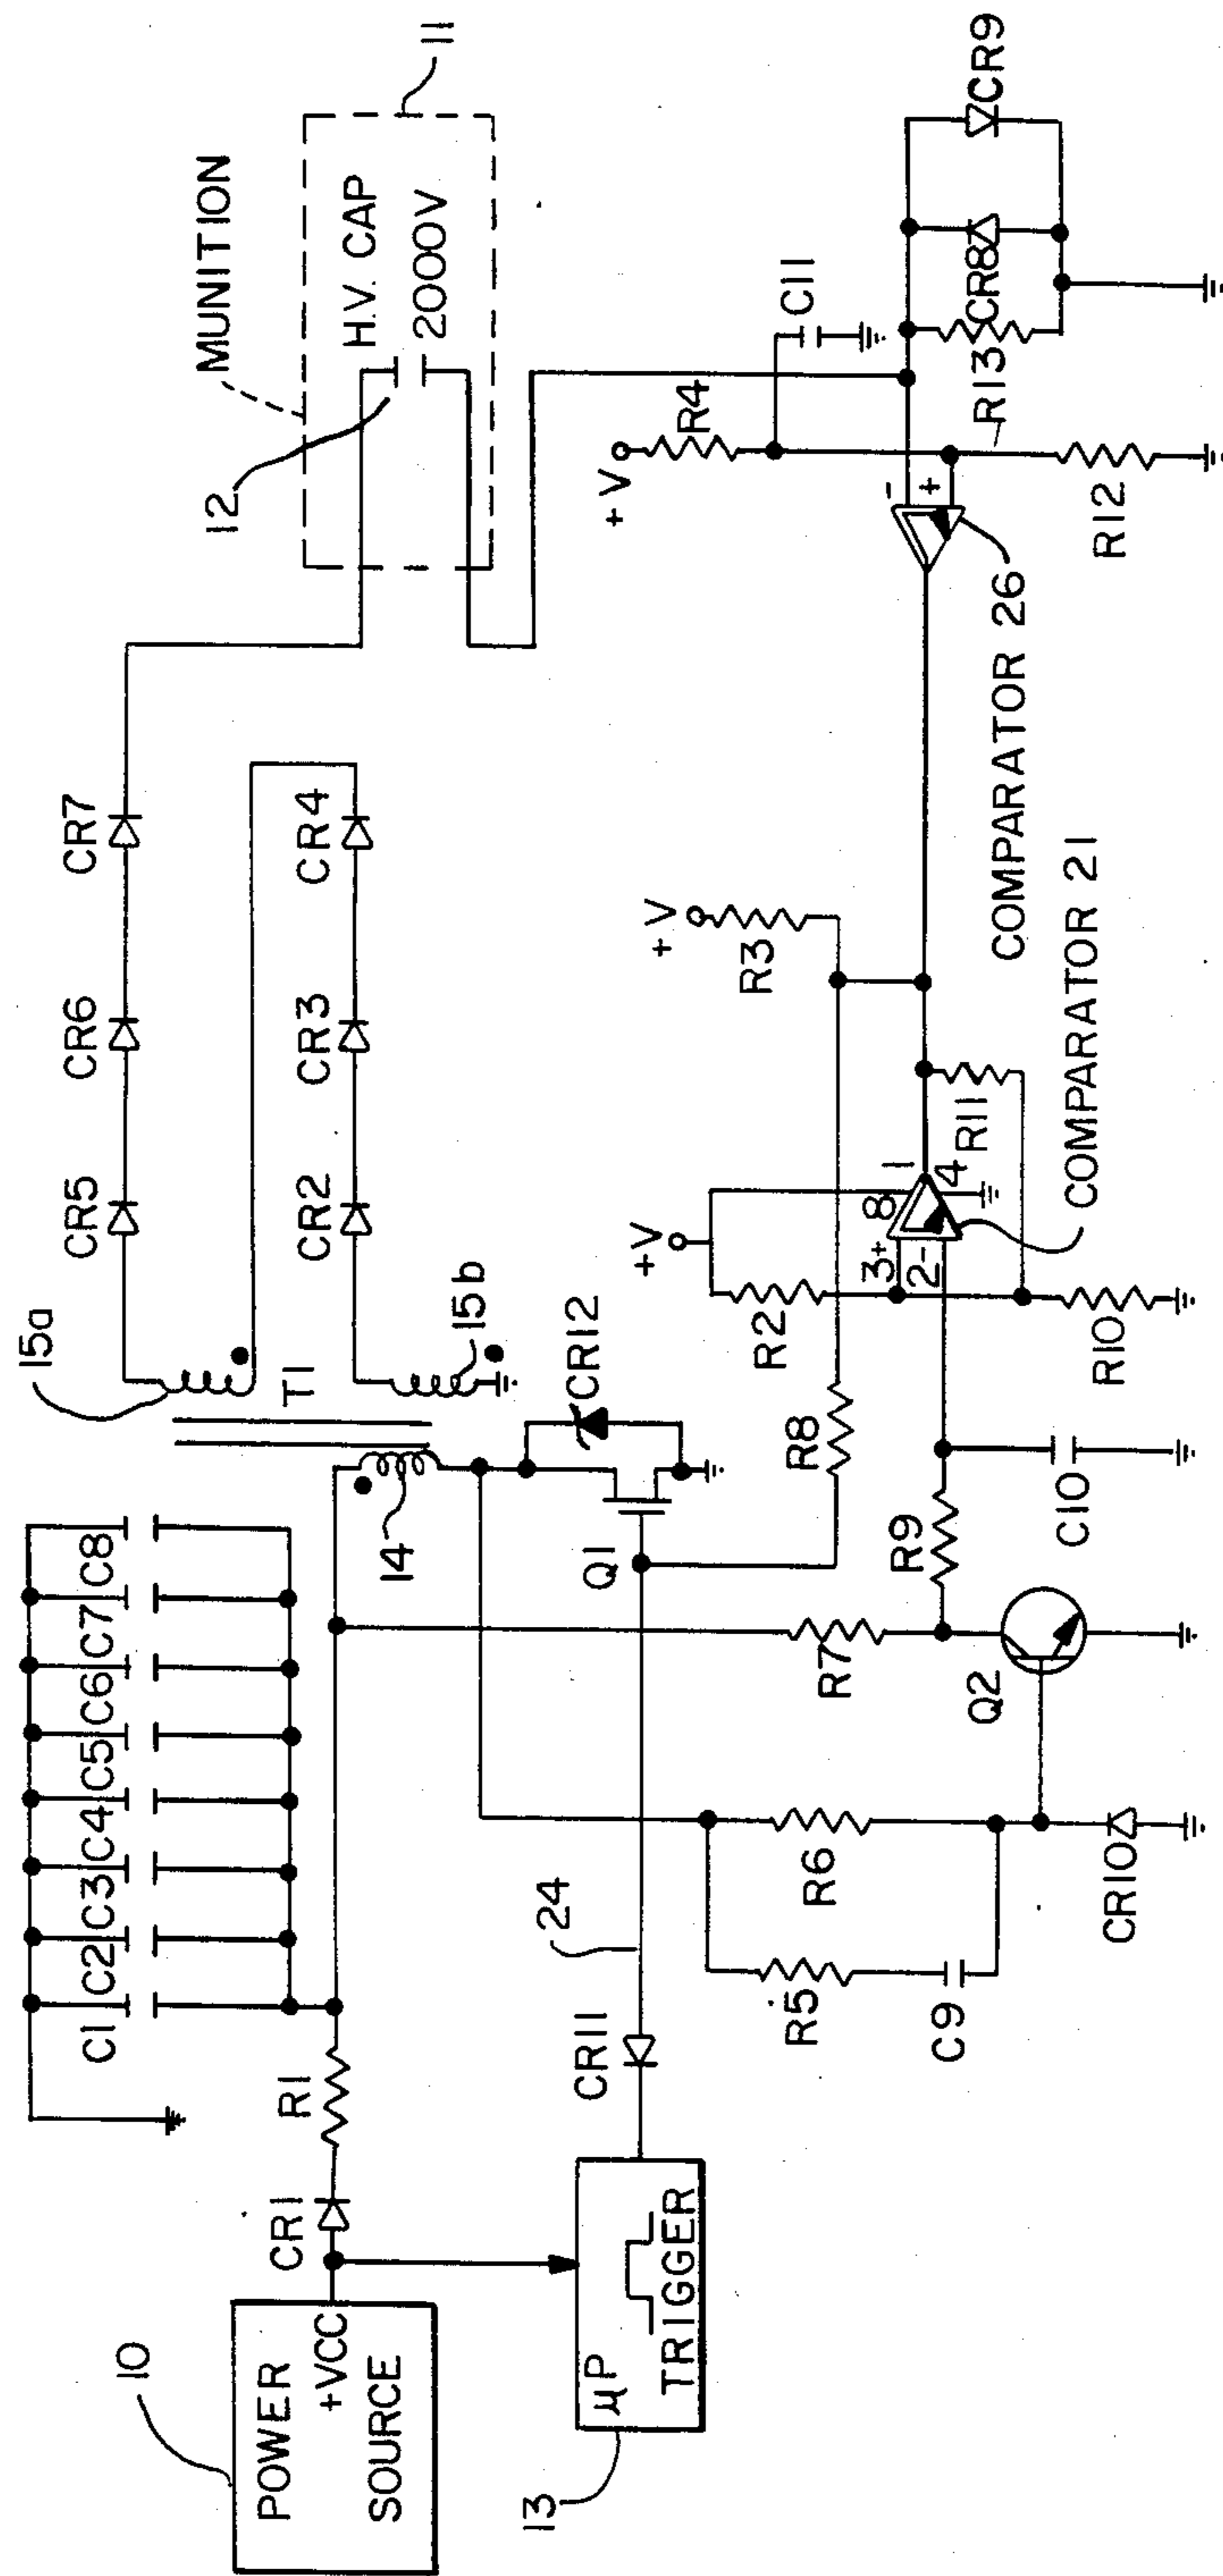 10
POWER
+VCC
SOURCE
CR1
R1
C1
C2
C3
C4
C5
C6
C7
C8
14
T1
15a
15b
CR5
CR6
CR7
CR2
CR3
CR4
MUNITION
11
H.V. CAP
2000V
12
13
μP
TRIGGER
CR11
24
Q1
CR12
R5
C9
R6
CR10
R7
Q2
R9
C10
R8
+V
R2
3+
2-
8
1
4
R10
R11
COMPARATOR 21
+V
R3
COMPARATOR 26
+V
R4
C11
-
+
R12
R13
CR8
CR9